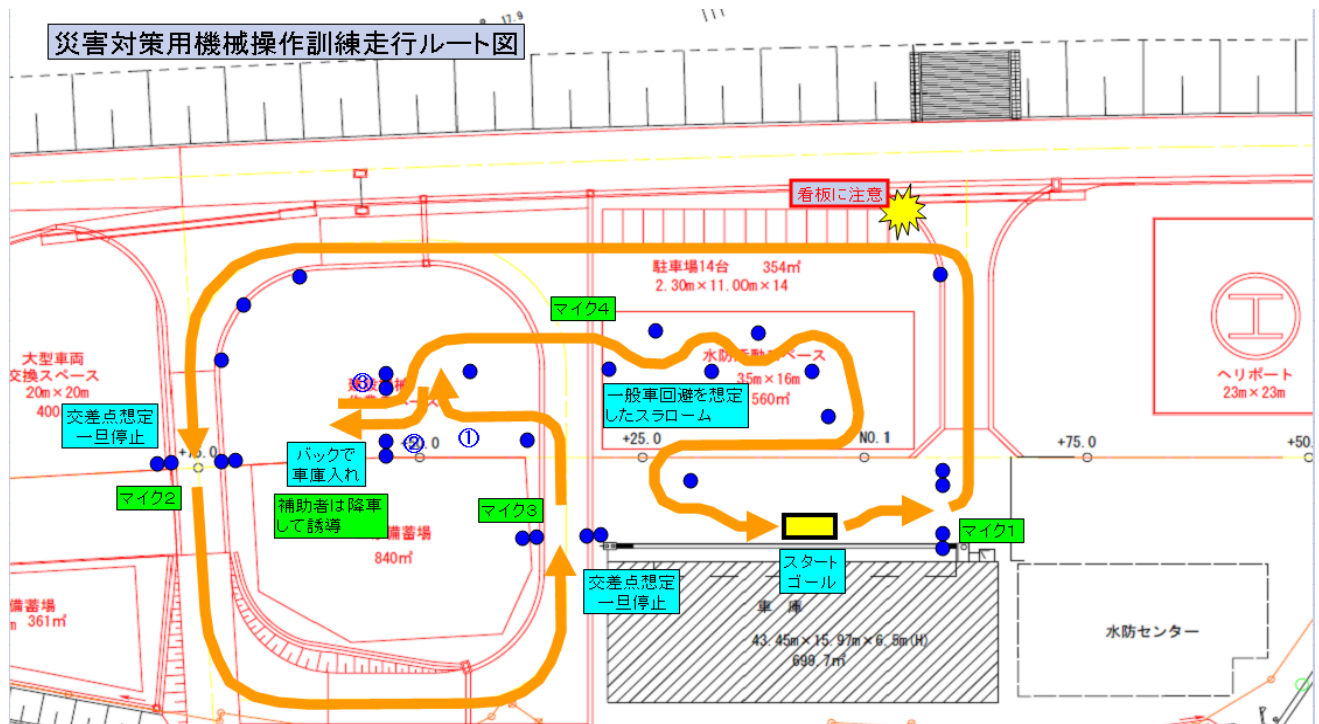 17.9
災害対策用機械操作訓練走行ルート図
看板に注意
駐車場14台 354㎡
2.30m×11.00m×14
マイク4
水防活動スペース
35m×16m
560㎡
一般車回避を想定
したスラローム
ヘリポート
23m×23m
大型車両
交換スペース
20m×20m
400
③
交差点想定
一旦停止
+75.0
②
①
+25.0
NO.1
+75.0
+50.
バックで
車庫入れ
マイク2
補助者は降車
して誘導
マイク3
備蓄場
840㎡
マイク1
スタート
ゴール
交差点想定
一旦停止
車庫
43.45m×15.97m×6.5m(H)
699.7㎡
水防センター
備蓄場
361㎡